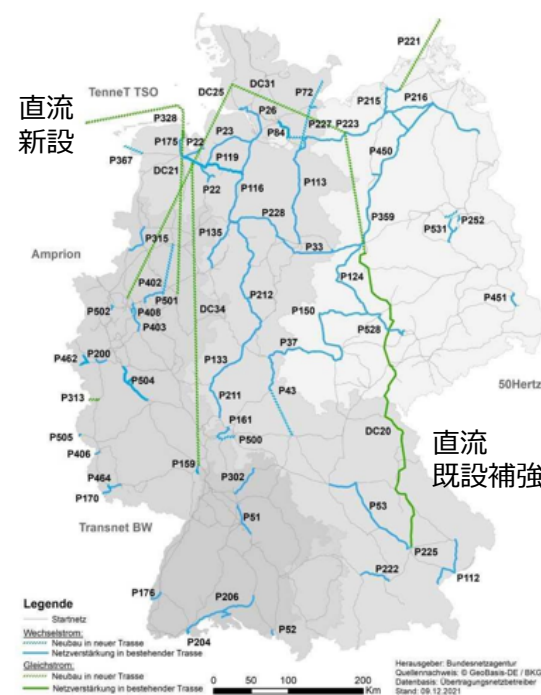 P221
DC31
P72
TenneT TSO
DC25
P26
P215
P216
直流
新設
P328
P23
P227
P223
P175
P22
P84
P367
P119
P450
DC21
P22
P116
P113
P228
P359
P252
P531
P315
P135
P33
Amprion
P124
P402
P212
P451
P501
P150
P502
P408
DC34
P403
P528
P37
P462
P200
P133
50Hertz
P504
P43
P313
P211
DC20
P161
P505
P500
直流
既設補強
P406
P159
P464
P302
P53
P170
Transnet BW
P51
P225
P222
P112
P176
P206
P52
P204
Legende
Startnetz
Wechselstrom:
Neubau in neuer Trasse
Netzverstärkung in bestehender Trasse
Gleichstrom:
Neubau in neuer Trasse
Netzverstärkung in bestehender Trasse
0 50 100 200
Km
Herausgeber: Bundesnetzagentur
Quellennachweis: © GeoBasis-DE / BKG
Datenbasis: Übertragungsnetzbetreiber
Stand: 09.12.2021